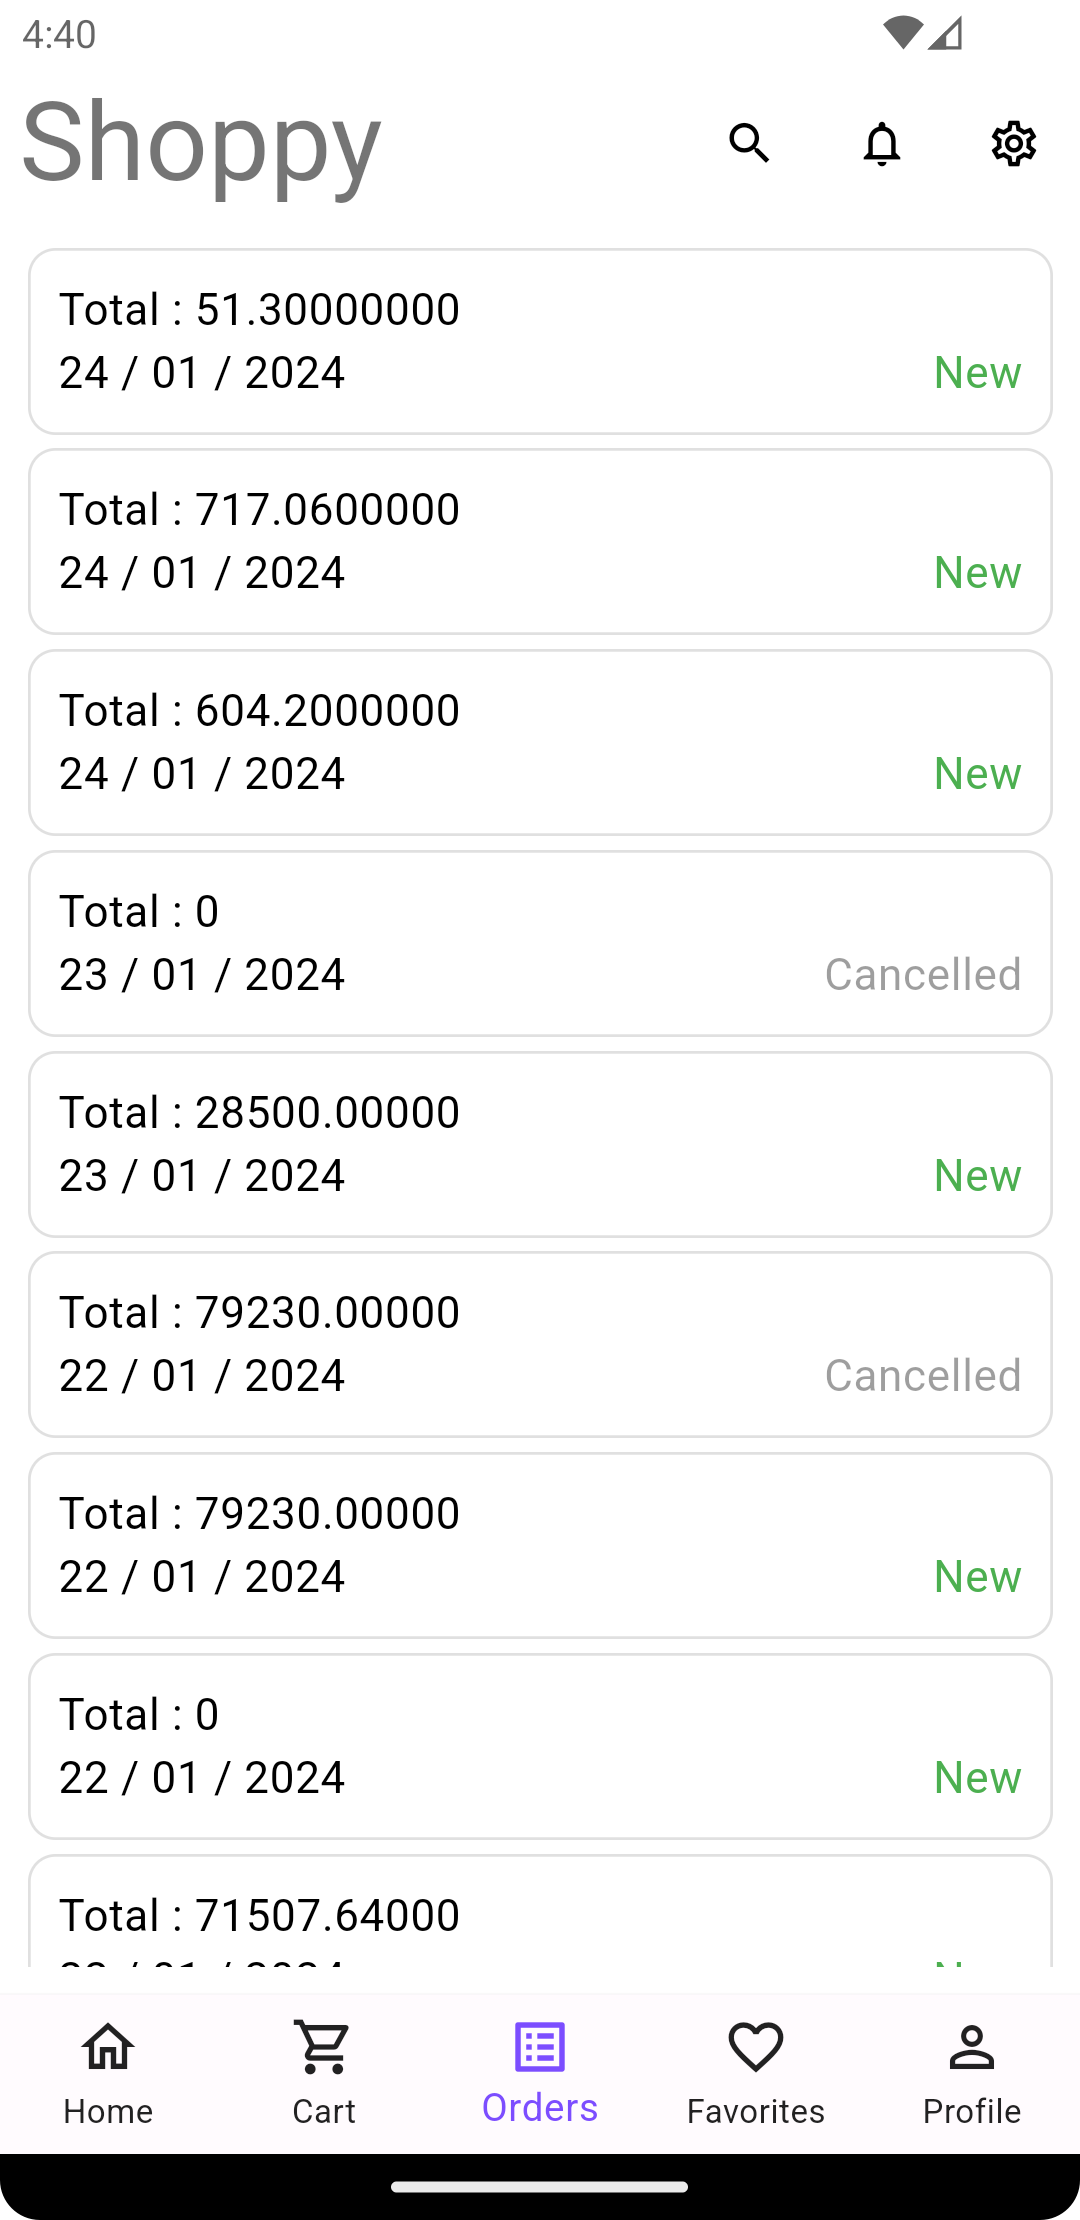 4:40
Shoppy
Total : 51.30000000
24 / 01 / 2024
New
Total : 717.0600000
24 / 01 / 2024
New
Total : 604.2000000
24 / 01 / 2024
New
Total : 0
23 / 01 / 2024
Cancelled
Total : 28500.00000
23 / 01 / 2024
New
Total : 79230.00000
22 / 01 / 2024
Cancelled
Total : 79230.00000
22 / 01 / 2024
New
Total : 0
22 / 01 / 2024
New
Total : 71507.64000
Home
Cart
Orders
Favorites
Profile